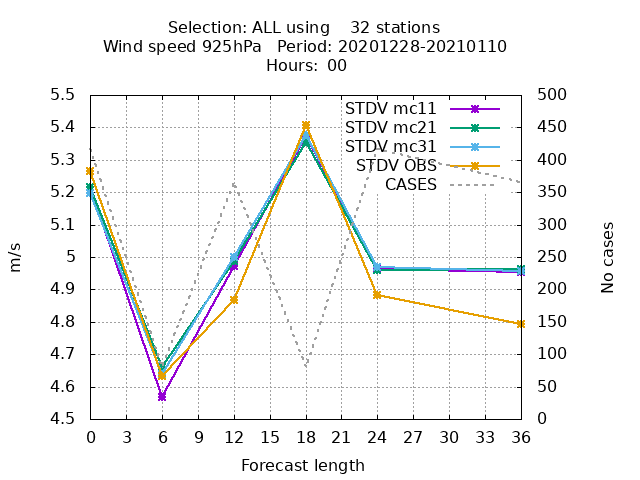 Selection: ALL using    32 stations
Wind speed 925hPa   Period: 20201228-20210110
Hours: 00
5.5
5.4
5.3
5.2
5.1
5
4.9
4.8
4.7
4.6
4.5
m/s
STDV mc11
STDV mc21
STDV mc31
STDV OBS
CASES
500
450
400
350
300
250
200
150
100
50
0
No cases
0 3 6 9 12 15 18 21 24 27 30 33 36
Forecast length